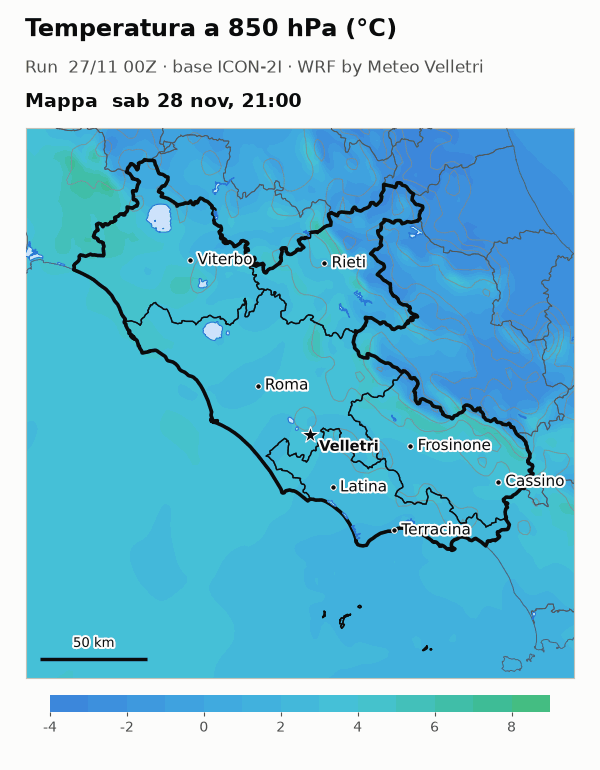 Temperatura a 850 hPa (°C)
Run  27/11 00Z · base ICON-2I · WRF by Meteo Velletri
Mappa  sab 28 nov, 21:00
Viterbo
Rieti
Roma
Velletri
Frosinone
Latina
Cassino
Terracina
50 km
-4 -2 0 2 4 6 8